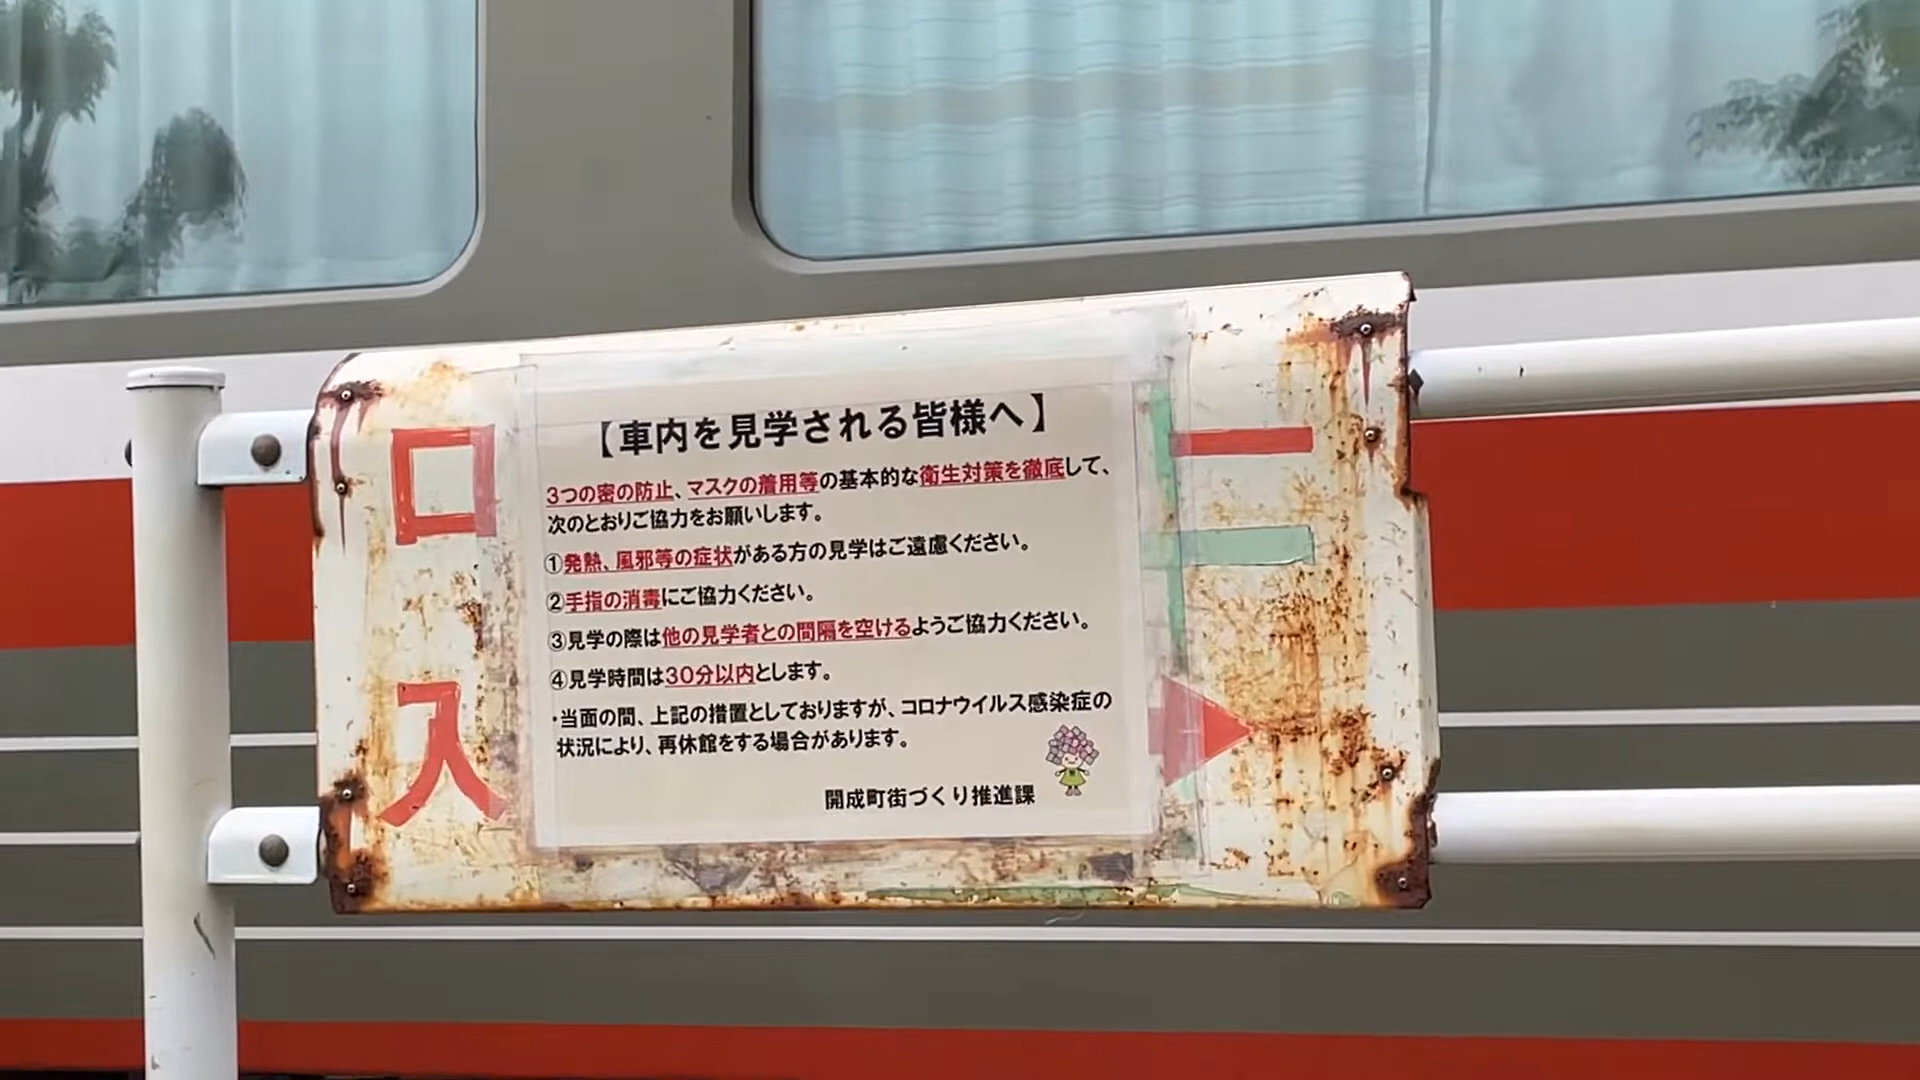 【車内を見学される皆様へ】
3つの密の防止、マスクの着用等の基本的な衛生対策を徹底して、
次のとおりご協力をお願いします。
①発熱、風邪等の症状がある方の見学はご遠慮ください。
②手指の消毒にご協力ください。
③見学の際は他の見学者との間隔を空けるようご協力ください。
④見学時間は30分以内とします。
・当面の間、上記の措置としておりますが、コロナウイルス感染症の
状況により、再休館をする場合があります。
開成町街づくり推進課
口
入